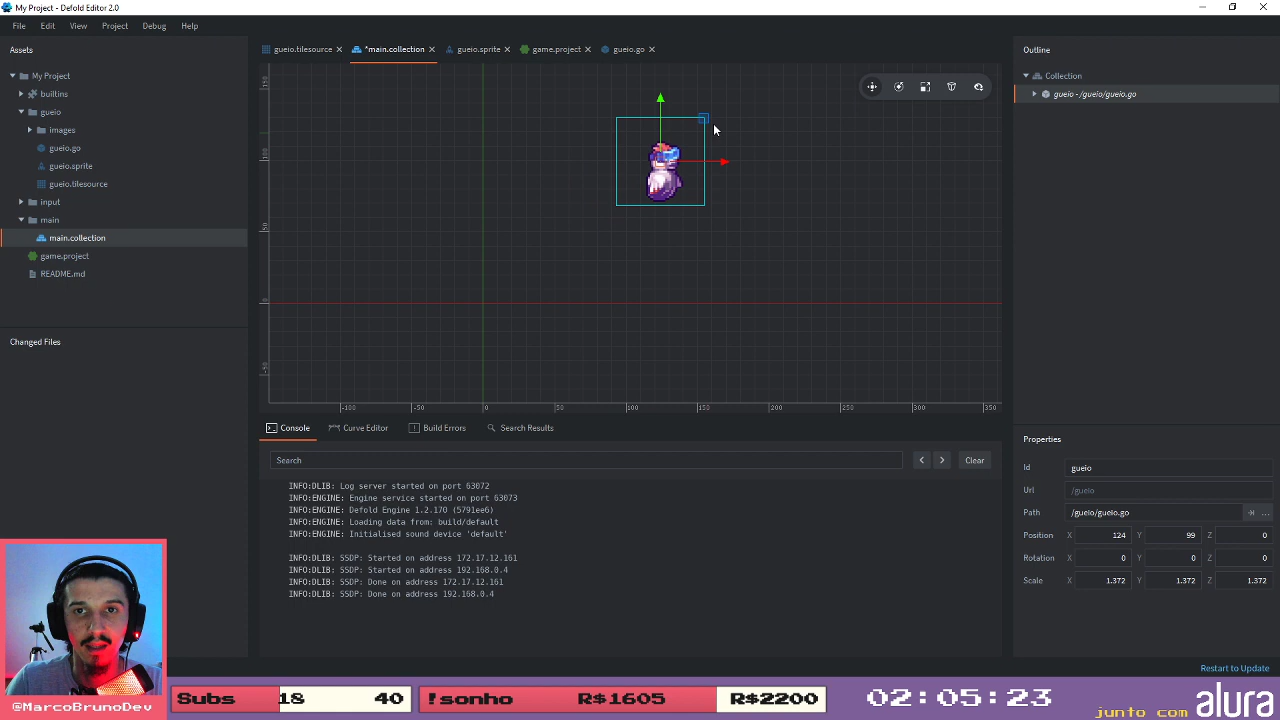 My Project - Defold Editor 2.0
File Edit View Project Debug Help
Assets
My Project
builtins
gueio
images
gueio.go
gueio.sprite
gueio.tilesource
input
main
main.collection
game.project
README.md
Changed Files
gueio.tilesource *main.collection gueio.sprite game.project gueio.go
150
100
50
0
-50
-100 -50 0 50 100 150 200 250 300 350
Console Curve Editor Build Errors Search Results
Search Clear
INFO:DLIB: Log server started on port 63072
INFO:ENGINE: Engine service started on port 63073
INFO:ENGINE: Defold Engine 1.2.170 (5791ee6)
INFO:ENGINE: Loading data from: build/default
INFO:ENGINE: Initialised sound device 'default'
INFO:DLIB: SSDP: Started on address 172.17.12.161
INFO:DLIB: SSDP: Started on address 192.168.0.4
INFO:DLIB: SSDP: Done on address 172.17.12.161
INFO:DLIB: SSDP: Done on address 192.168.0.4
Outline
Collection
gueio - /gueio/gueio.go
Properties
Id gueio
Url /gueio
Path /gueio/gueio.go ...
Position X 124 Y 99 Z 0
Rotation X 0 Y 0 Z 0
Scale X 1.372 Y 1.372 Z 1.372
Restart to Update
@MarcoBrunoDev
Subs 18 40 !sonho R$1605 R$2200 02:05:23 junto com alura